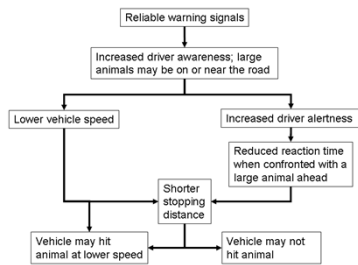 Reliable warning signals
Increased driver awareness; large
animals may be on or near the road
Lower vehicle speed
Increased driver alertness
Reduced reaction time
when confronted with a
large animal ahead
Shorter
stopping
distance
Vehicle may hit
animal at lower speed
Vehicle may not
hit animal